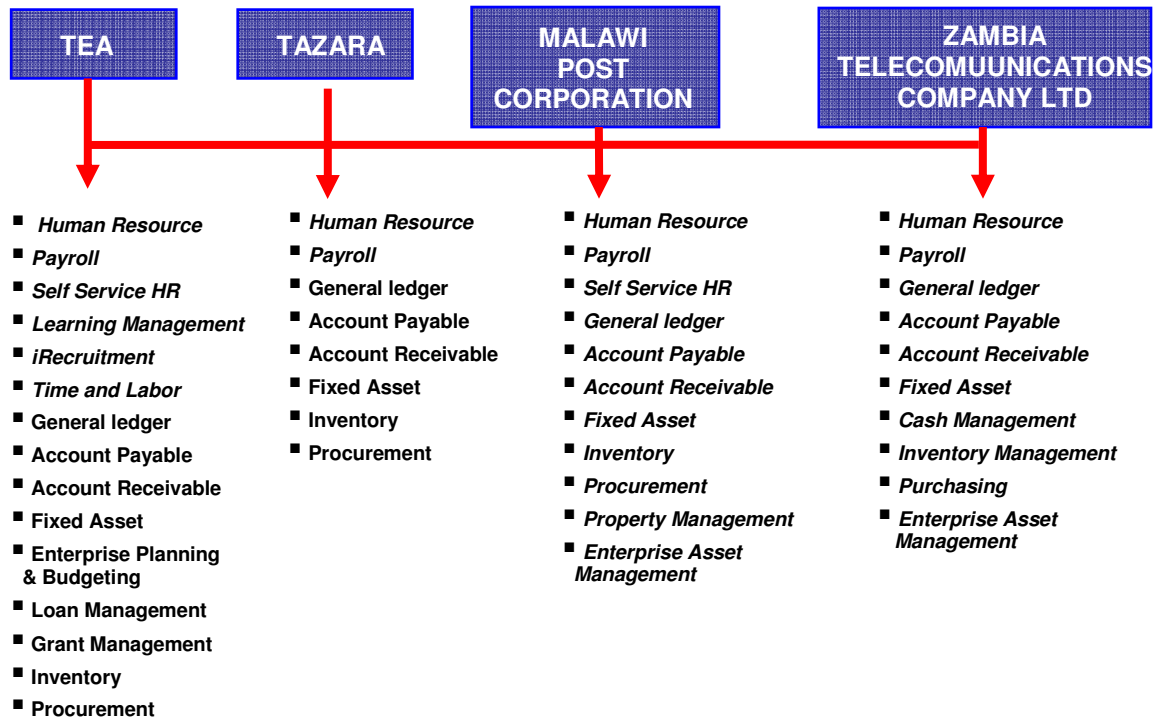 TEA
TAZARA
MALAWI
POST
CORPORATION
ZAMBIA
TELECOMUUNICATIONS
COMPANY LTD
▪ Human Resource
▪ Payroll
▪ Self Service HR
▪ Learning Management
▪ iRecruitment
▪ Time and Labor
▪ General ledger
▪ Account Payable
▪ Account Receivable
▪ Fixed Asset
▪ Enterprise Planning
& Budgeting
▪ Loan Management
▪ Grant Management
▪ Inventory
▪ Procurement
▪ Human Resource
▪ Payroll
▪ General ledger
▪ Account Payable
▪ Account Receivable
▪ Fixed Asset
▪ Inventory
▪ Procurement
▪ Human Resource
▪ Payroll
▪ Self Service HR
▪ General ledger
▪ Account Payable
▪ Account Receivable
▪ Fixed Asset
▪ Inventory
▪ Procurement
▪ Property Management
▪ Enterprise Asset
Management
▪ Human Resource
▪ Payroll
▪ General ledger
▪ Account Payable
▪ Account Receivable
▪ Fixed Asset
▪ Cash Management
▪ Inventory Management
▪ Purchasing
▪ Enterprise Asset
Management